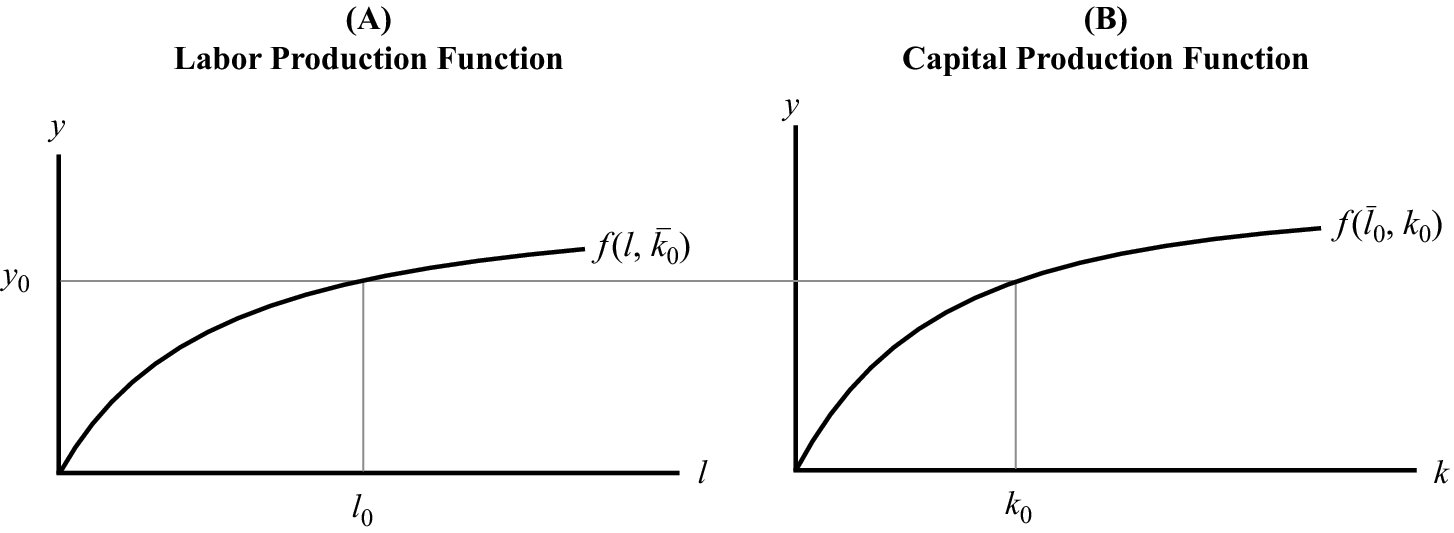 (A)
Labor Production Function
y
f(l, k̄₀)
y₀
l
l₀
(B)
Capital Production Function
y
f(l̄₀, k₀)
k
k₀